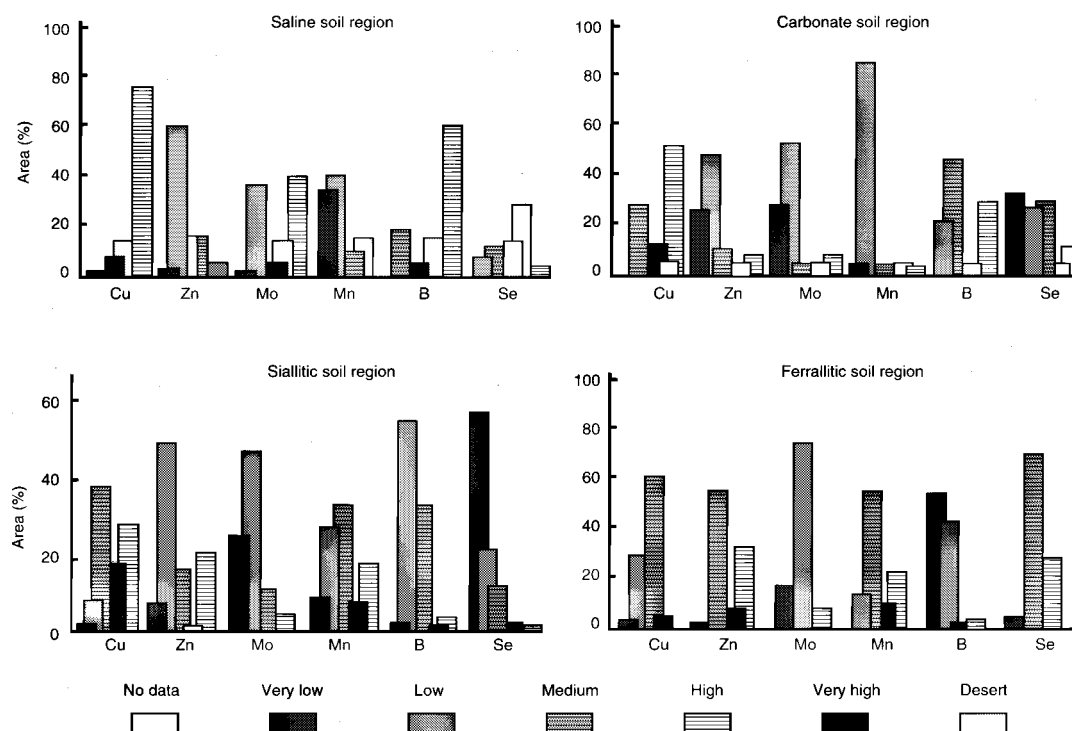 Saline soil region
Carbonate soil region
100
80
60
40
20
0
Area (%)
Cu Zn Mo Mn B Se
100
80
60
40
20
0
Cu Zn Mo Mn B Se
Siallitic soil region
Ferrallitic soil region
60
40
20
0
Area (%)
Cu Zn Mo Mn B Se
100
80
60
40
20
0
Cu Zn Mo Mn B Se
No data Very low Low Medium High Very high Desert